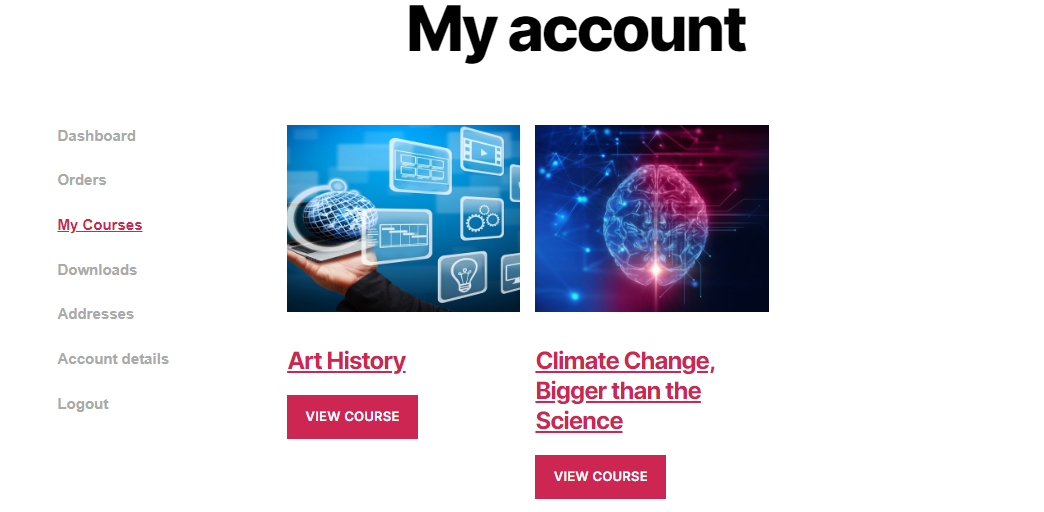 My account
Dashboard
Orders
My Courses
Downloads
Addresses
Account details
Logout
Art History
VIEW COURSE
Climate Change,
Bigger than the
Science
VIEW COURSE